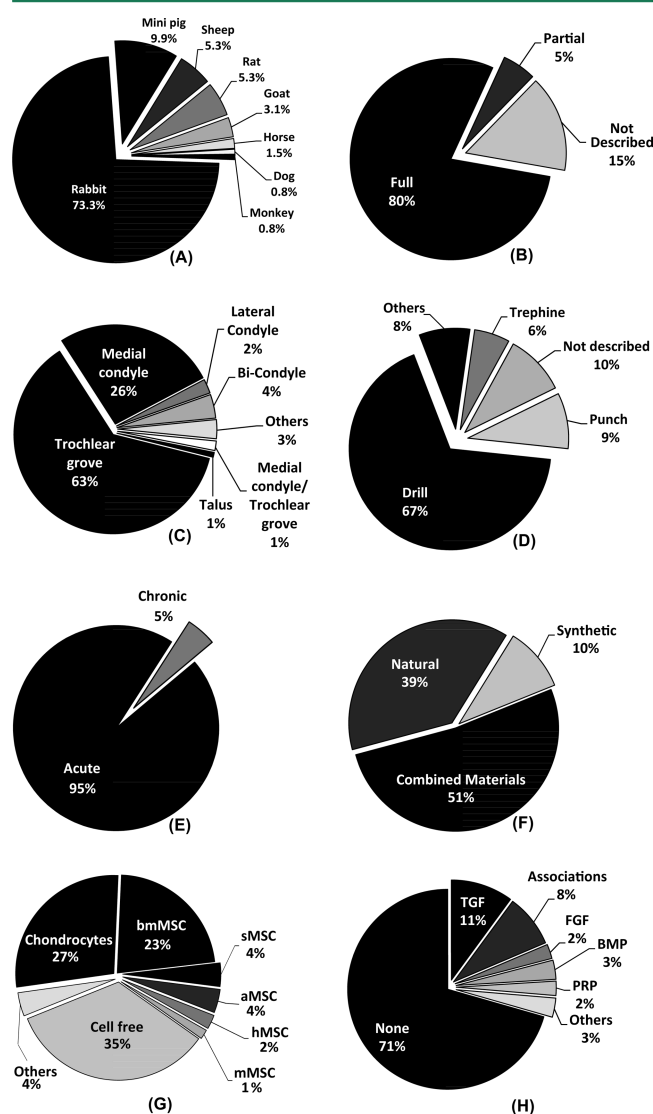 Mini pig
9.9%
Sheep
5.3%
Rat
5.3%
Goat
3.1%
Horse
1.5%
Dog
0.8%
Monkey
0.8%
Rabbit
73.3%
(A)
Partial
5%
Not
Described
15%
Full
80%
(B)
Lateral
Condyle
2%
Medial
condyle
26%
Bi-Condyle
4%
Others
3%
Trochlear
grove
63%
Medial
condyle/
Trochlear
grove
1%
Talus
1%
(C)
Others
8%
Trephine
6%
Not described
10%
Punch
9%
Drill
67%
(D)
Chronic
5%
Acute
95%
(E)
Synthetic
10%
Natural
39%
Combined Materials
51%
(F)
bmMSC
23%
Chondrocytes
27%
sMSC
4%
aMSC
4%
hMSC
2%
mMSC
1%
Cell free
35%
Others
4%
(G)
Associations
8%
TGF
11%
FGF
2%
BMP
3%
PRP
2%
Others
3%
None
71%
(H)